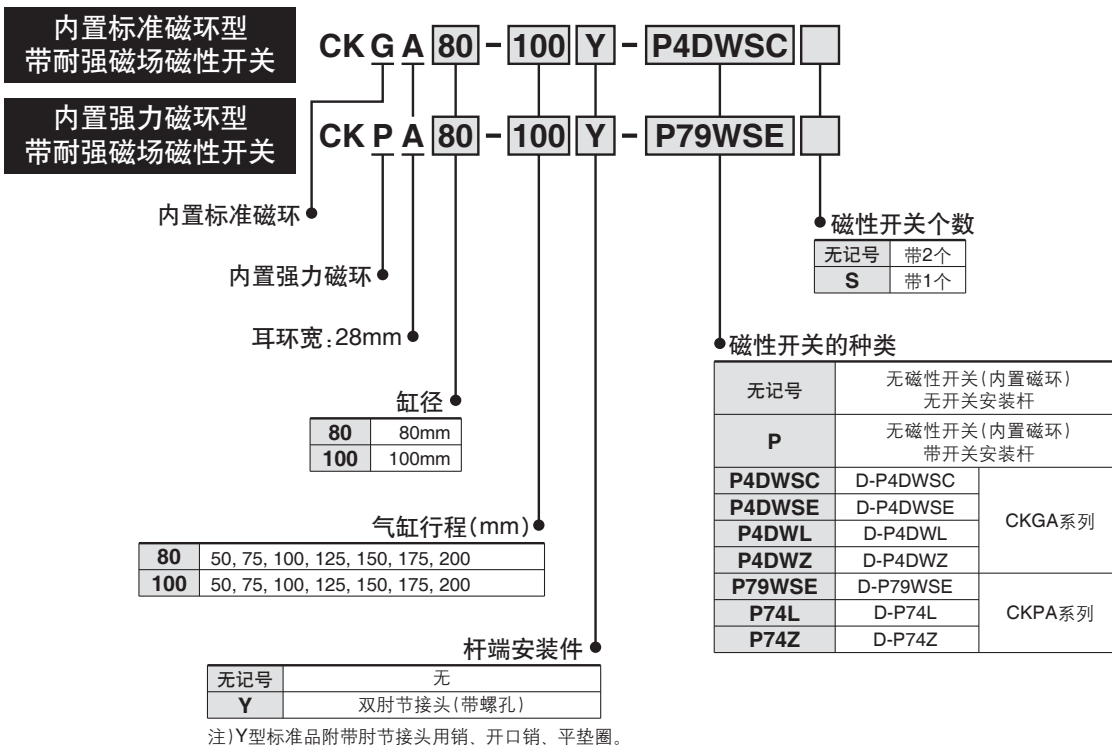 内置标准磁环型
带耐强磁场磁性开关
CK G A 80 - 100 Y - P4DWSC
内置强力磁环型
带耐强磁场磁性开关
CK P A 80 - 100 Y - P79WSE
内置标准磁环
内置强力磁环
耳环宽:28mm
缸径
80 80mm
100 100mm
气缸行程(mm)
80 50, 75, 100, 125, 150, 175, 200
100 50, 75, 100, 125, 150, 175, 200
杆端安装件
无记号 无
Y 双肘节接头(带螺孔)
注)Y型标准品附带肘节接头用销、开口销、平垫圈。
磁性开关个数
无记号 带2个
S 带1个
磁性开关的种类
无记号 无磁性开关(内置磁环)
无开关安装杆
P 无磁性开关(内置磁环)
带开关安装杆
P4DWSC D-P4DWSC CKGA系列
P4DWSE D-P4DWSE
P4DWL D-P4DWL
P4DWZ D-P4DWZ
P79WSE D-P79WSE CKPA系列
P74L D-P74L
P74Z D-P74Z